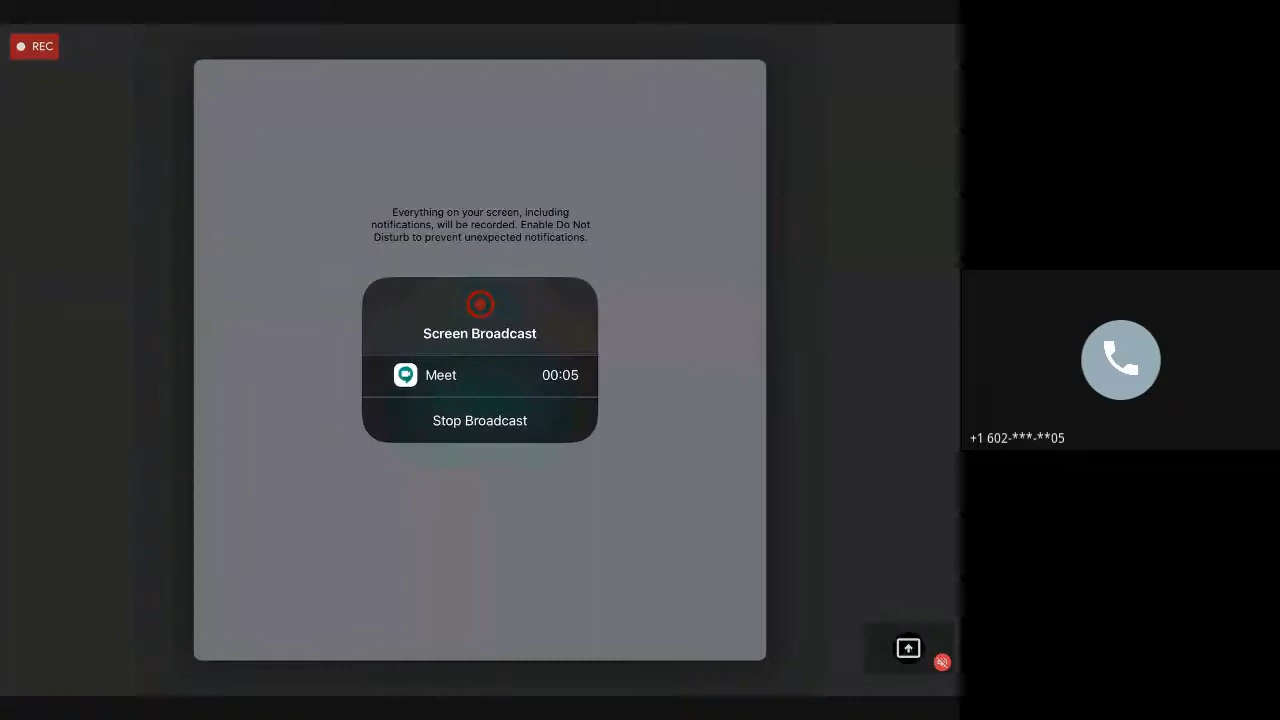 REC
Everything on your screen, including
notifications, will be recorded. Enable Do Not
Disturb to prevent unexpected notifications.
Screen Broadcast
Meet 00:05
Stop Broadcast
+1 602-***-**05